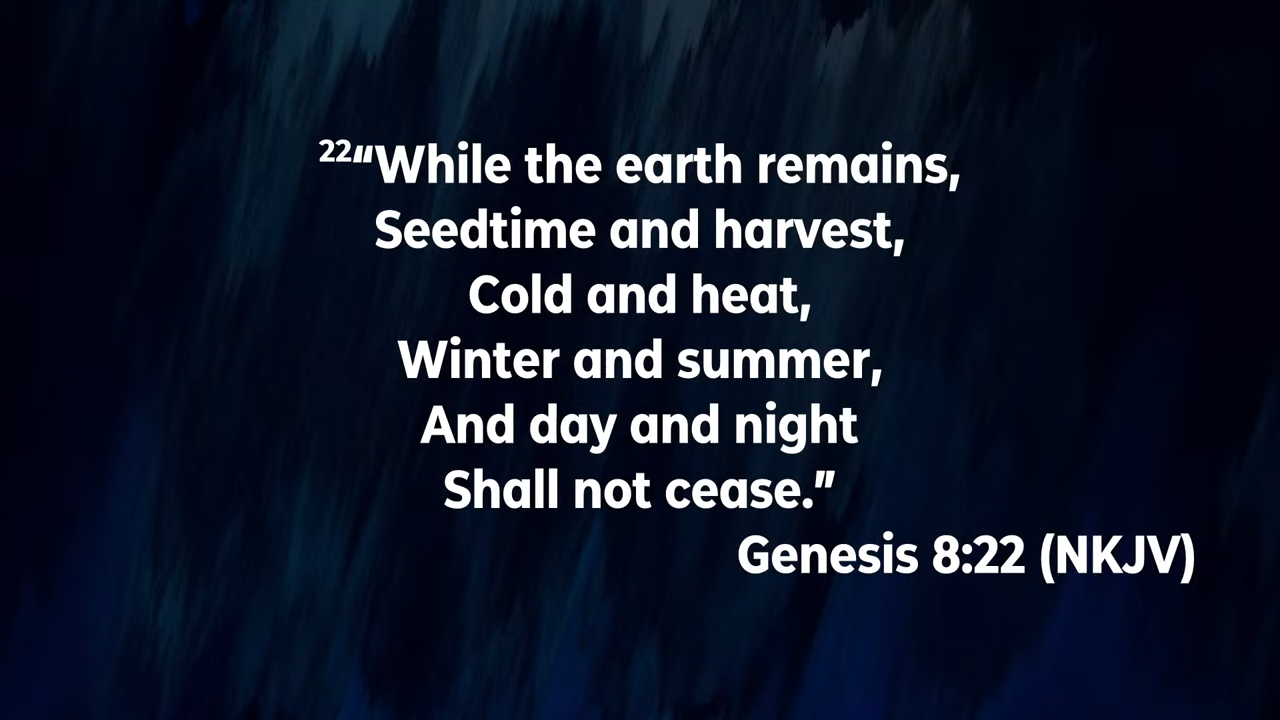 22“While the earth remains,
Seedtime and harvest,
Cold and heat,
Winter and summer,
And day and night
Shall not cease.”
Genesis 8:22 (NKJV)